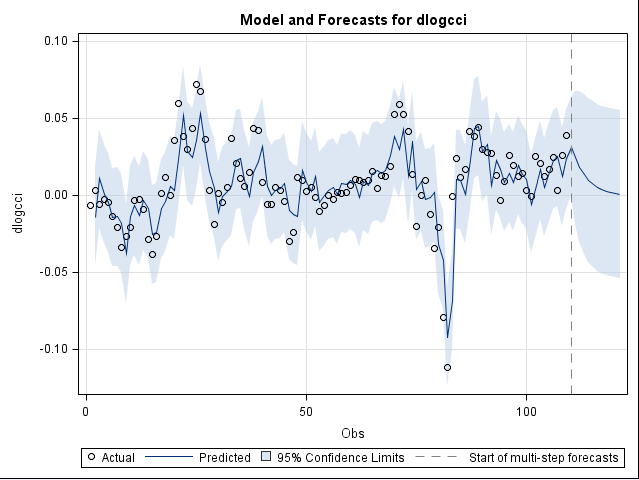 Model and Forecasts for dlogcci
0.10
0.05
0.00
-0.05
-0.10
dlogcci
0
50
100
Obs
Actual
Predicted
95% Confidence Limits
Start of multi-step forecasts